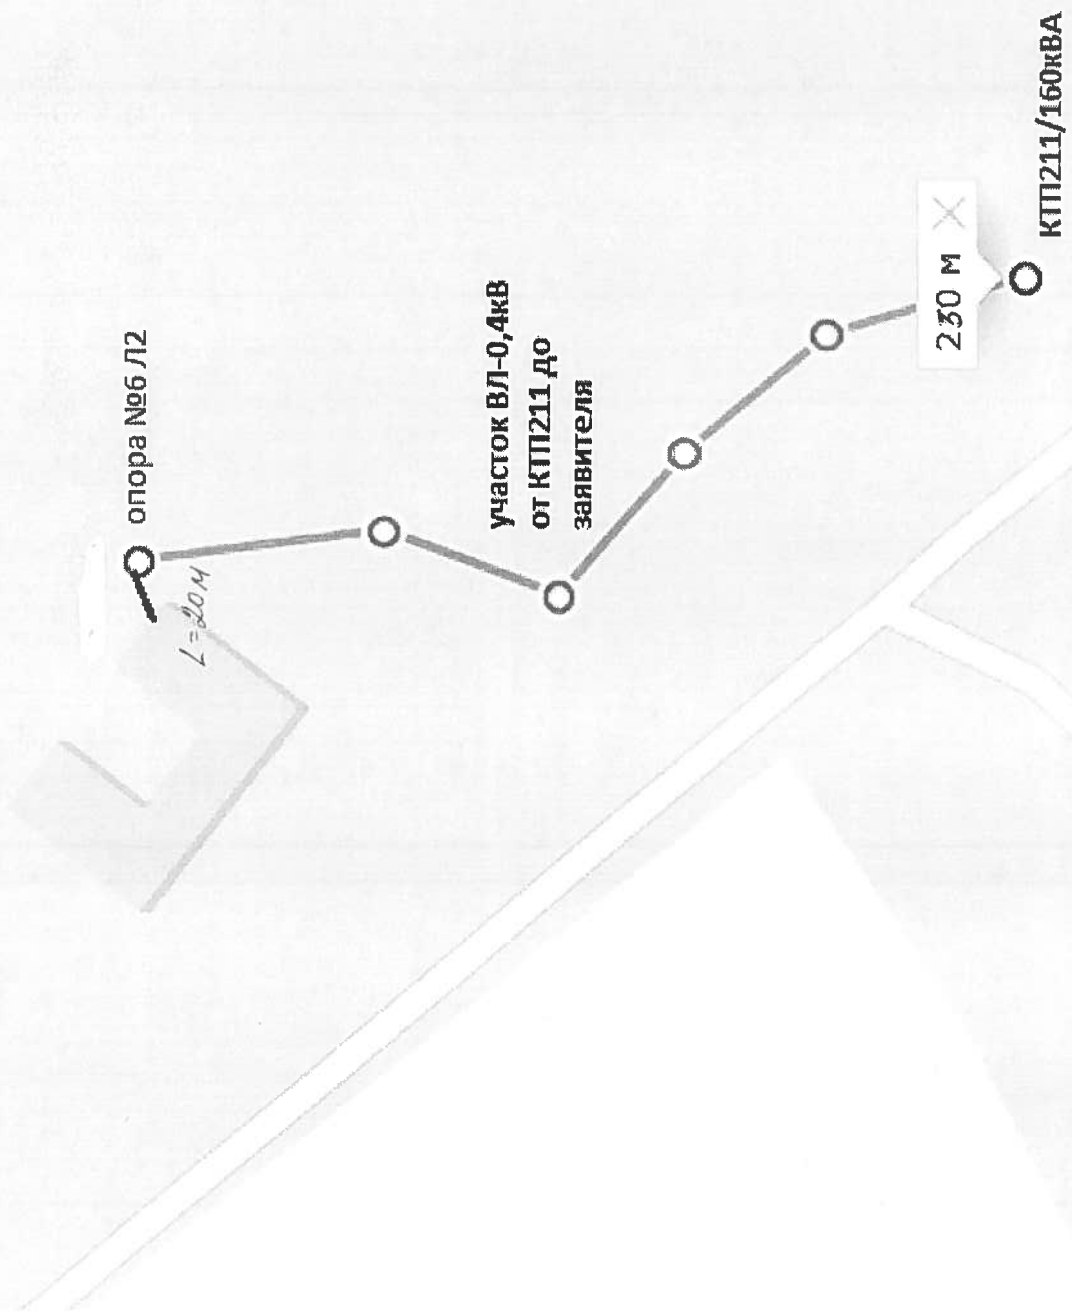 опора №6 Л2
L=20м
участок ВЛ-0,4кВ
от КТП211 до
заявителя
230 м
КТП211/160кВА